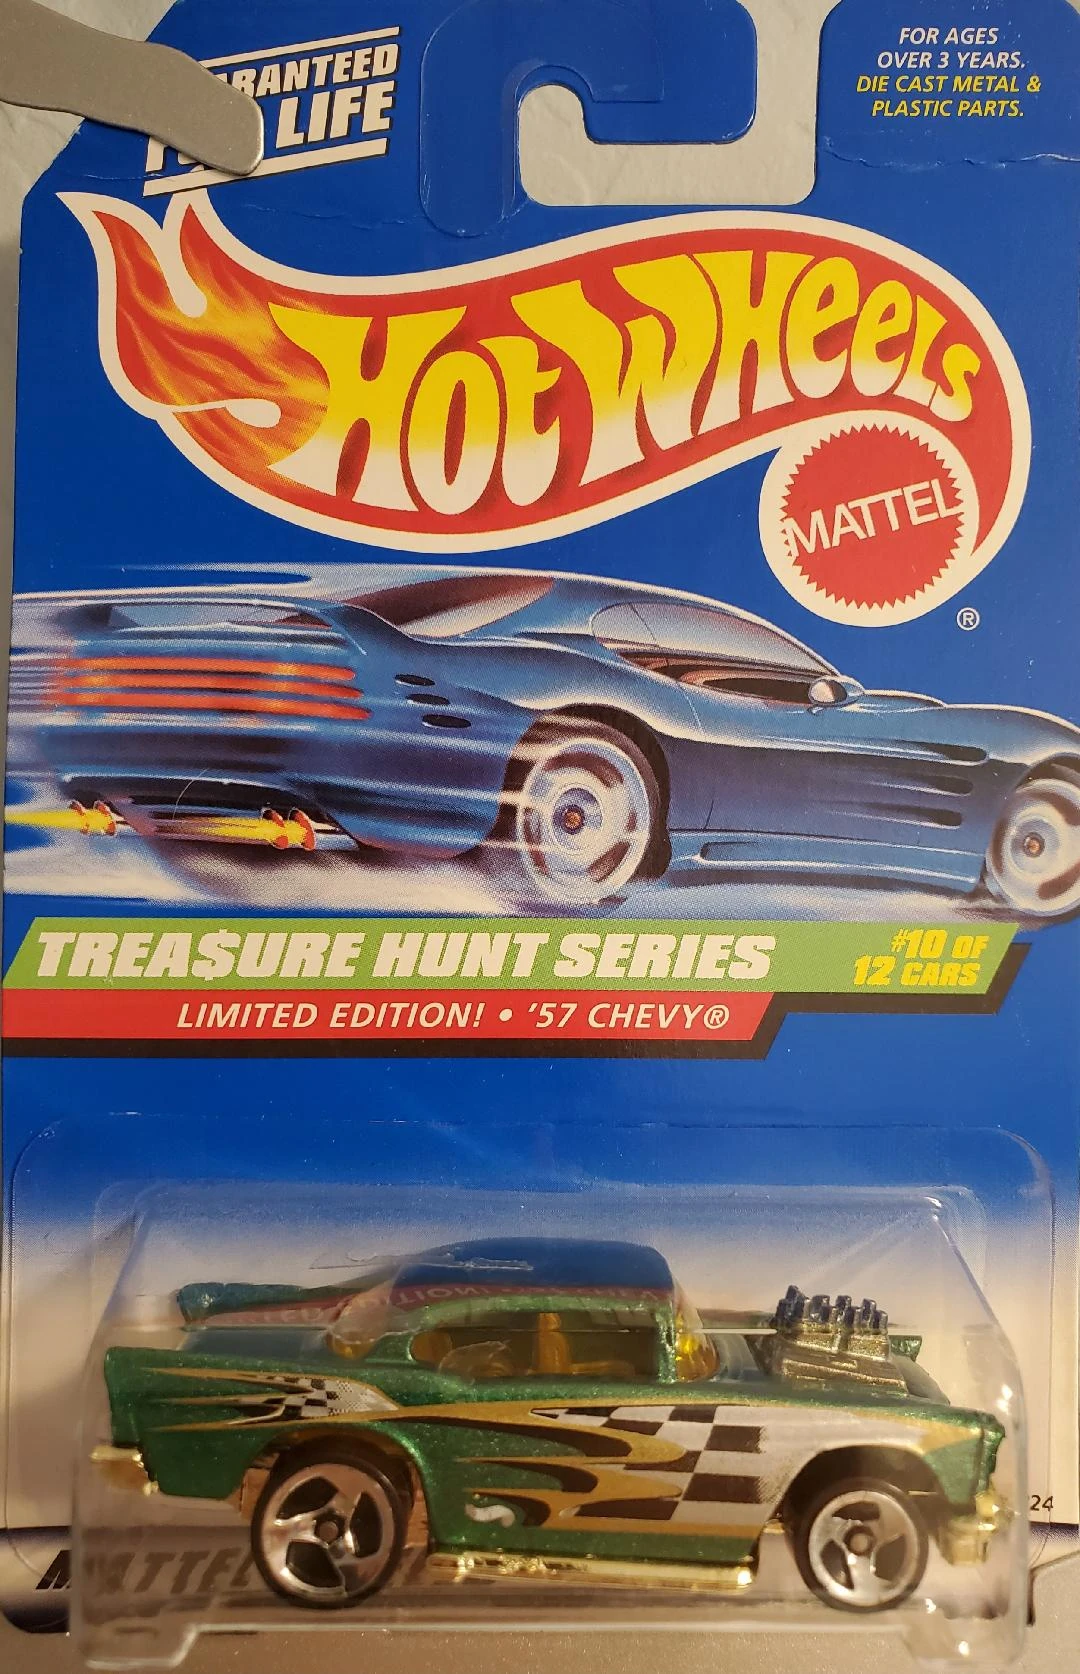 ARANTEED
LIFE
FOR AGES
OVER 3 YEARS.
DIE CAST METAL &
PLASTIC PARTS.
HOT WHEELS
MATTEL
®
TREA$URE HUNT SERIES
#10 OF
12 CARS
LIMITED EDITION! • '57 CHEVY®
24
MATTEL